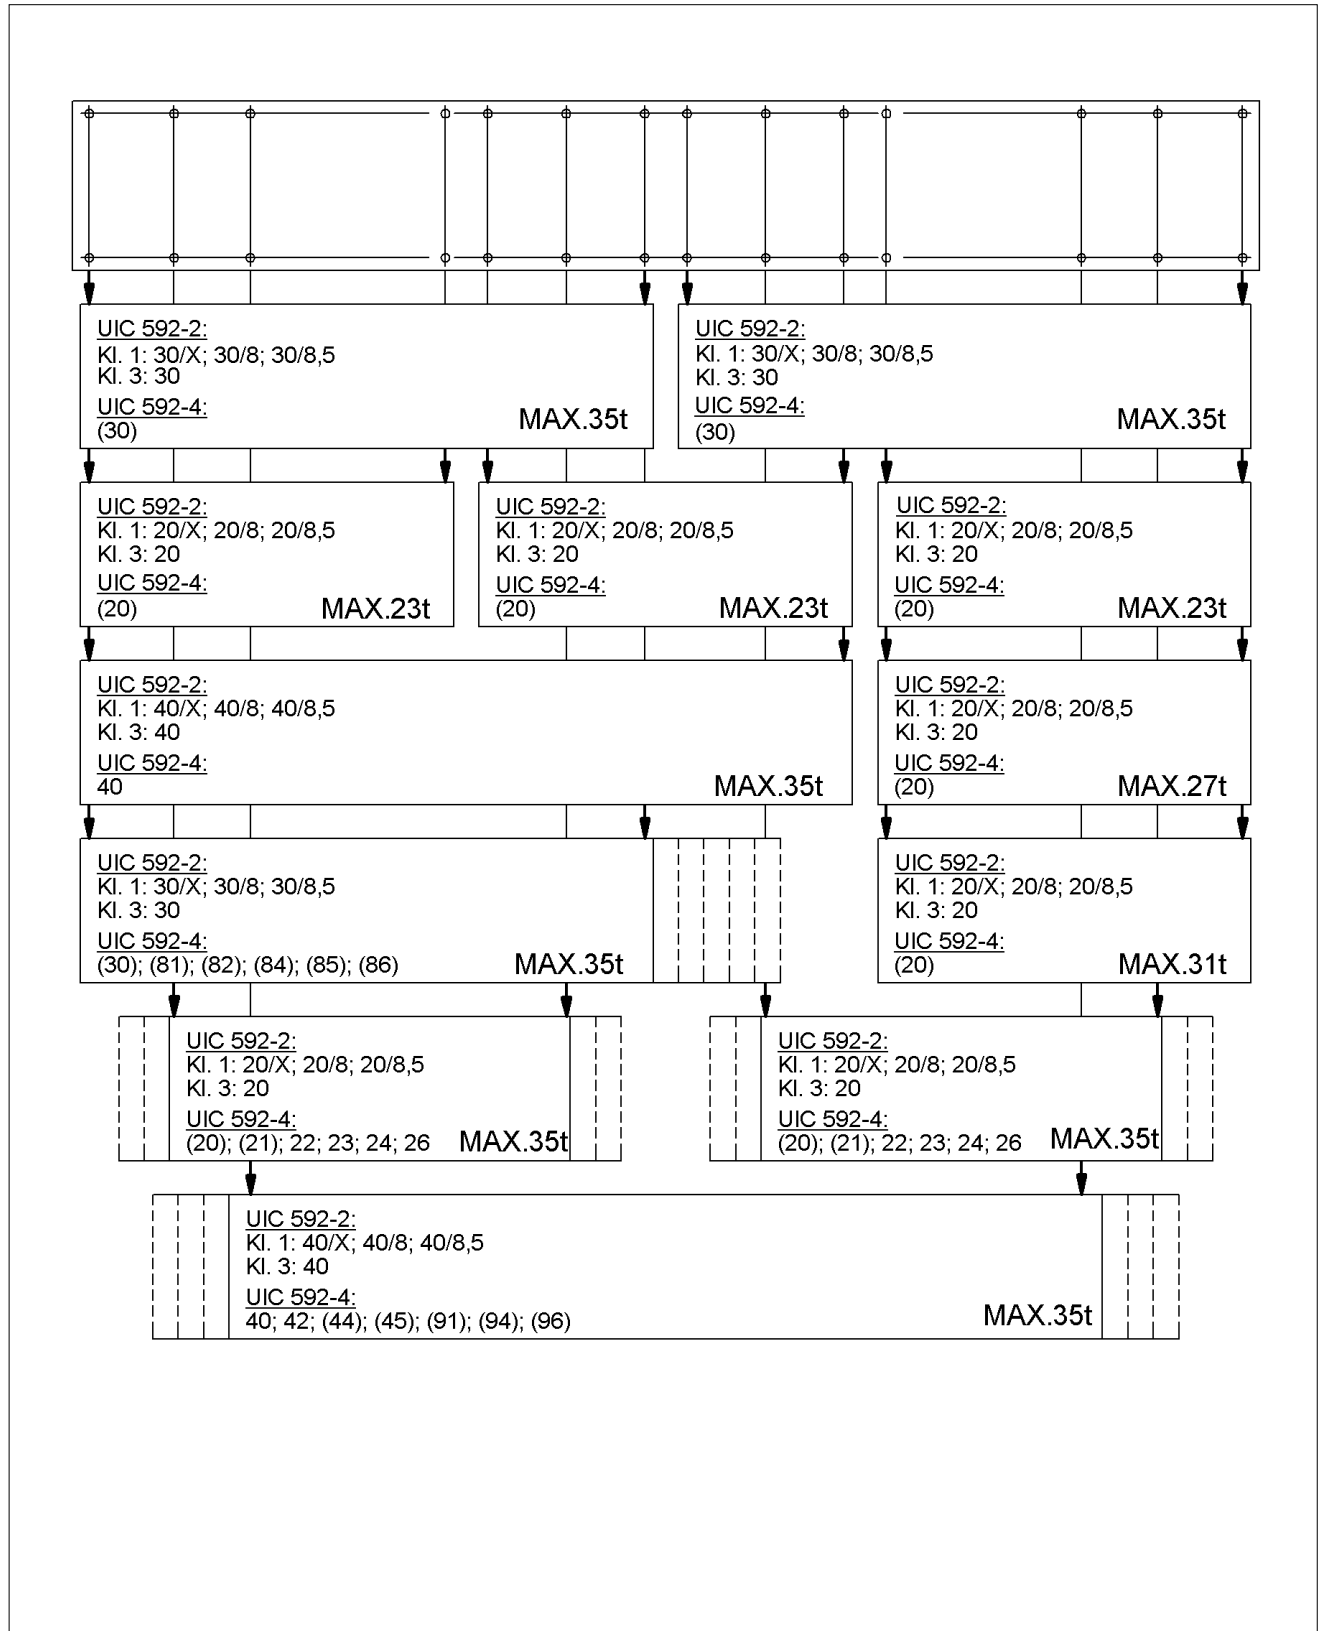 UIC 592-2:
Kl. 1: 30/X; 30/8; 30/8,5
Kl. 3: 30
UIC 592-4:
(30)
MAX.35t
UIC 592-2:
Kl. 1: 30/X; 30/8; 30/8,5
Kl. 3: 30
UIC 592-4:
(30)
MAX.35t
UIC 592-2:
Kl. 1: 20/X; 20/8; 20/8,5
Kl. 3: 20
UIC 592-4:
(20)
MAX.23t
UIC 592-2:
Kl. 1: 20/X; 20/8; 20/8,5
Kl. 3: 20
UIC 592-4:
(20)
MAX.23t
UIC 592-2:
Kl. 1: 20/X; 20/8; 20/8,5
Kl. 3: 20
UIC 592-4:
(20)
MAX.23t
UIC 592-2:
Kl. 1: 40/X; 40/8; 40/8,5
Kl. 3: 40
UIC 592-4:
40
MAX.35t
UIC 592-2:
Kl. 1: 20/X; 20/8; 20/8,5
Kl. 3: 20
UIC 592-4:
(20)
MAX.27t
UIC 592-2:
Kl. 1: 30/X; 30/8; 30/8,5
Kl. 3: 30
UIC 592-4:
(30); (81); (82); (84); (85); (86)
MAX.35t
UIC 592-2:
Kl. 1: 20/X; 20/8; 20/8,5
Kl. 3: 20
UIC 592-4:
(20)
MAX.31t
UIC 592-2:
Kl. 1: 20/X; 20/8; 20/8,5
Kl. 3: 20
UIC 592-4:
(20); (21); 22; 23; 24; 26
MAX.35t
UIC 592-2:
Kl. 1: 20/X; 20/8; 20/8,5
Kl. 3: 20
UIC 592-4:
(20); (21); 22; 23; 24; 26
MAX.35t
UIC 592-2:
Kl. 1: 40/X; 40/8; 40/8,5
Kl. 3: 40
UIC 592-4:
40; 42; (44); (45); (91); (94); (96)
MAX.35t